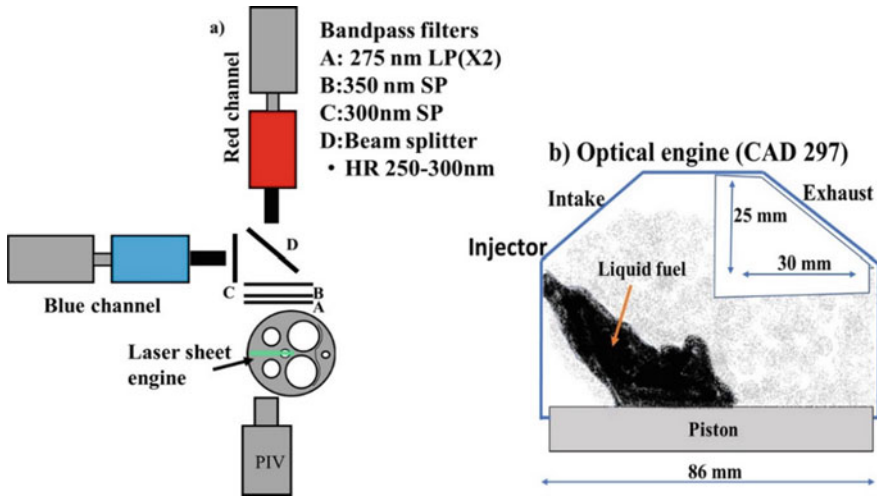 a)
Red channel
Bandpass filters
A: 275 nm LP(X2)
B:350 nm SP
C:300nm SP
D:Beam splitter
• HR 250-300nm
D
C
B
A
Blue channel
Laser sheet
engine
PIV
b) Optical engine (CAD 297)
Intake
Exhaust
25 mm
30 mm
Injector
Liquid fuel
Piston
86 mm